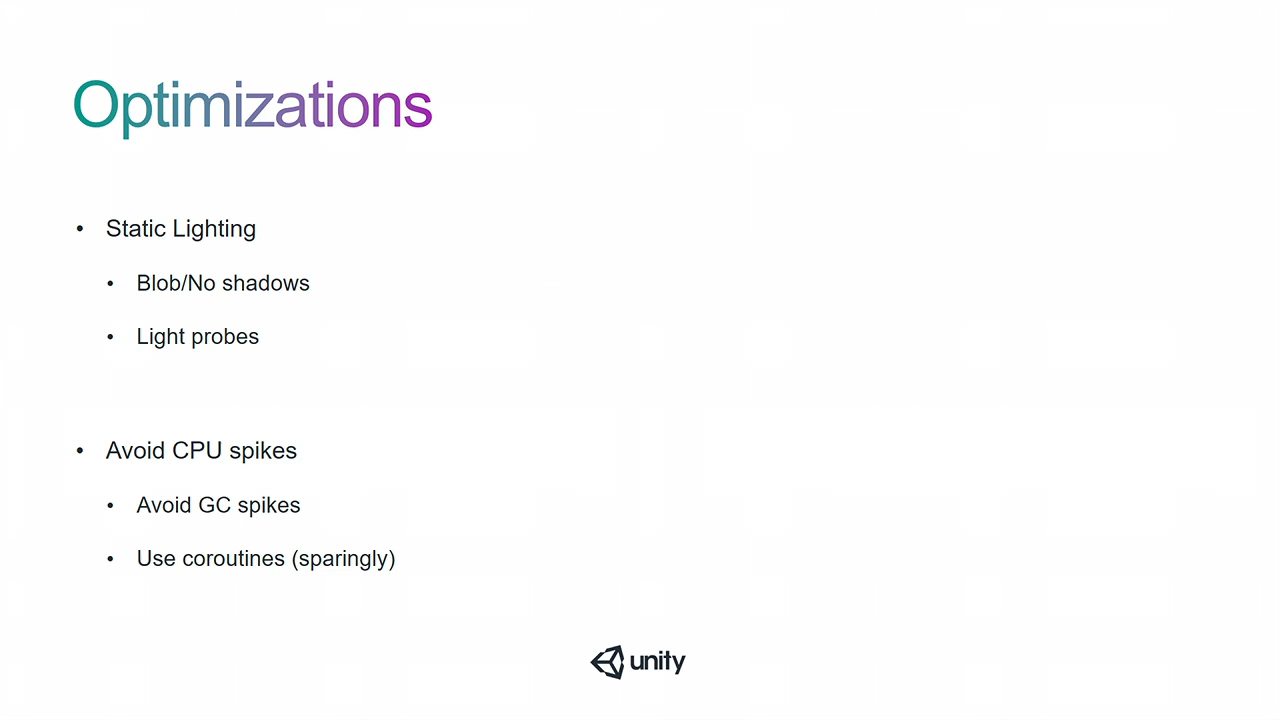 Optimizations
• Static Lighting
• Blob/No shadows
• Light probes
• Avoid CPU spikes
• Avoid GC spikes
• Use coroutines (sparingly)
unity